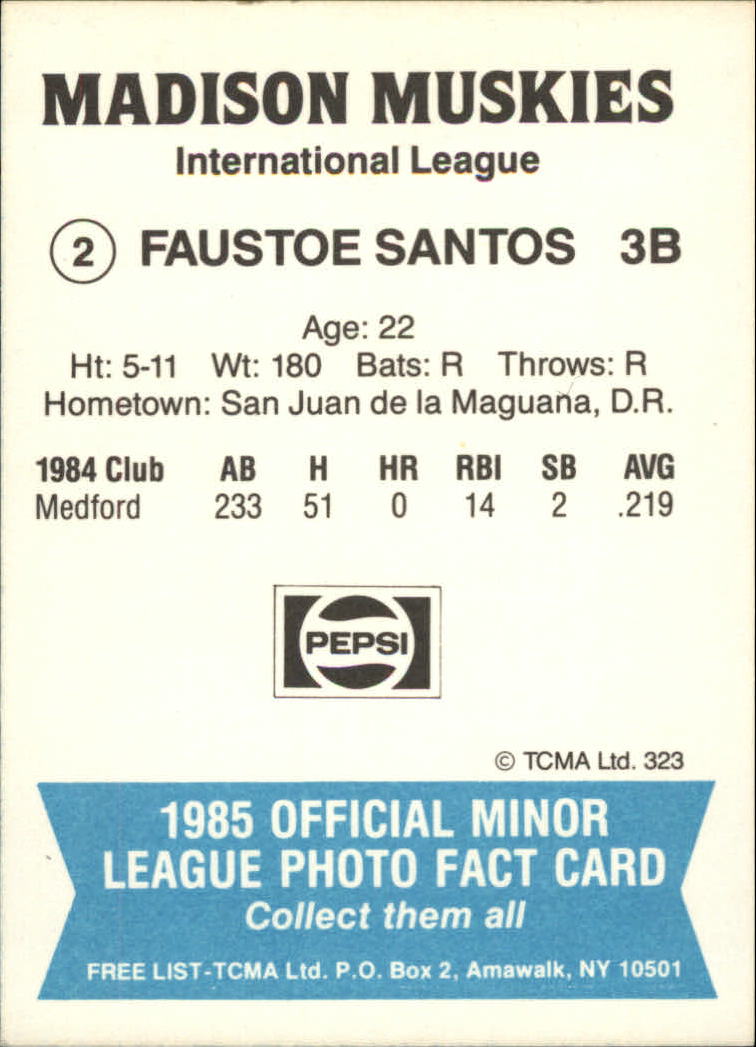 MADISON MUSKIES
International League
2 FAUSTOE SANTOS 3B
Age: 22
Ht: 5-11 Wt: 180 Bats: R Throws: R
Hometown: San Juan de la Maguana, D.R.
1984 Club AB H HR RBI SB AVG
Medford 233 51 0 14 2 .219
PEPSI
© TCMA Ltd. 323
1985 OFFICIAL MINOR
LEAGUE PHOTO FACT CARD
Collect them all
FREE LIST-TCMA Ltd. P.O. Box 2, Amawalk, NY 10501